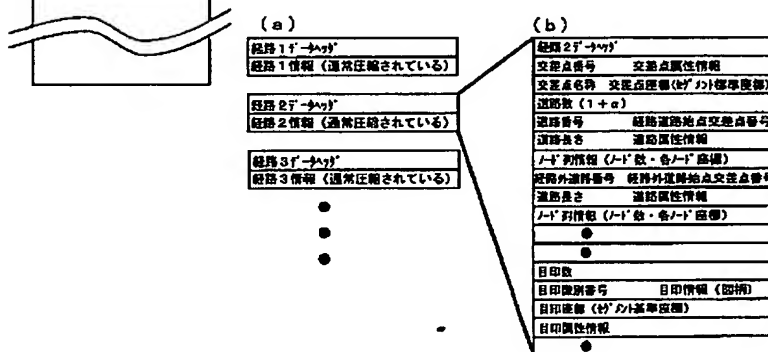 (a)
経路1データヘッダ
経路1情報(通常圧縮されている)
経路2データヘッダ
経路2情報(通常圧縮されている)
経路3データヘッダ
経路3情報(通常圧縮されている)
(b)
経路2データヘッダ
交差点番号 交差点属性情報
交差点名称 交差点座標(セグメント標準座標)
道路数(1+α)
道路番号 経路道路始点交差点番号
道路長さ 道路属性情報
ノード列情報(ノード数・各ノード座標)
経路外道路番号 経路外道路始点交差点番号
道路長さ 道路属性情報
ノード列情報(ノード数・各ノード座標)
目印数
目印識別番号 目印情報(図柄)
目印座標(セグメント基準座標)
目印属性情報